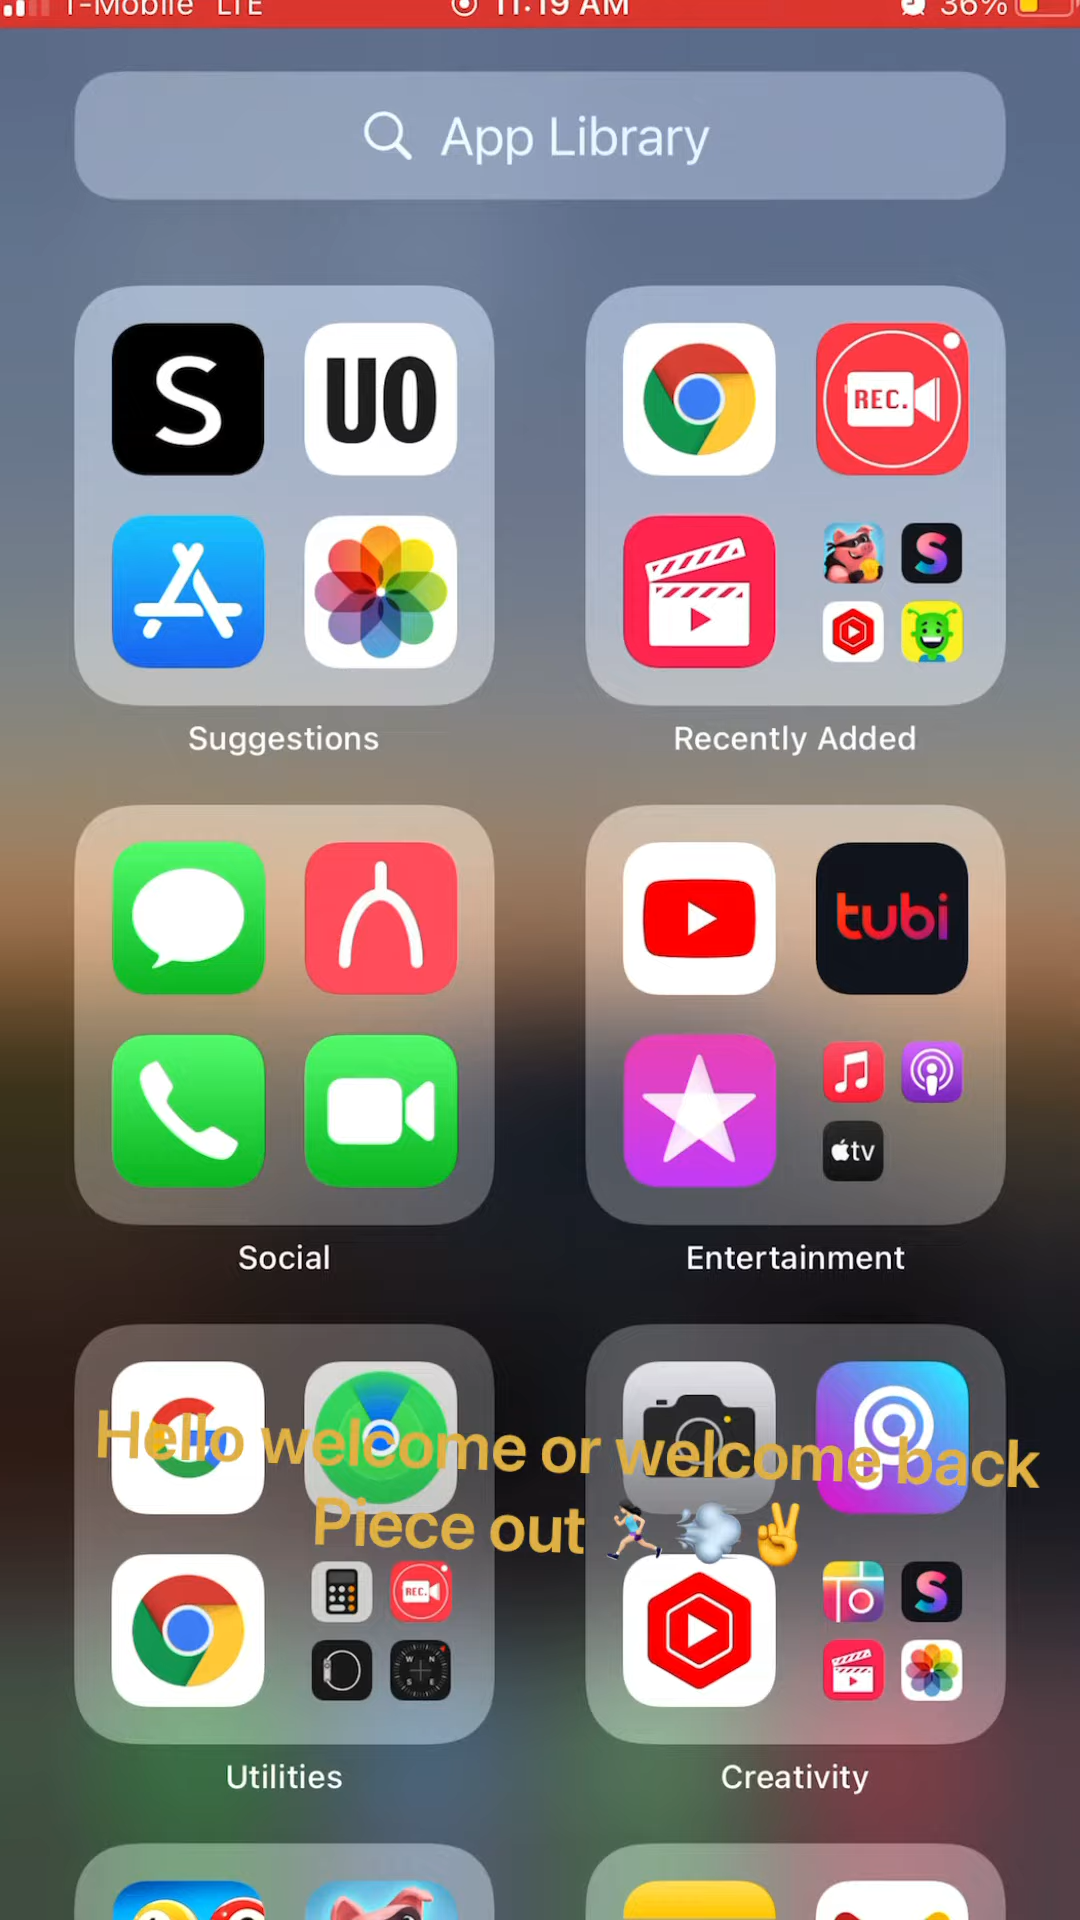 T-Mobile LTE 11:19 AM 36%
App Library
S UO
REC.
S
Suggestions Recently Added
tubi
tv
Social Entertainment
Hello welcome or welcome back
Piece out 🏃🏻‍♀️💨✌️
REC. S
W N
S E
Utilities Creativity